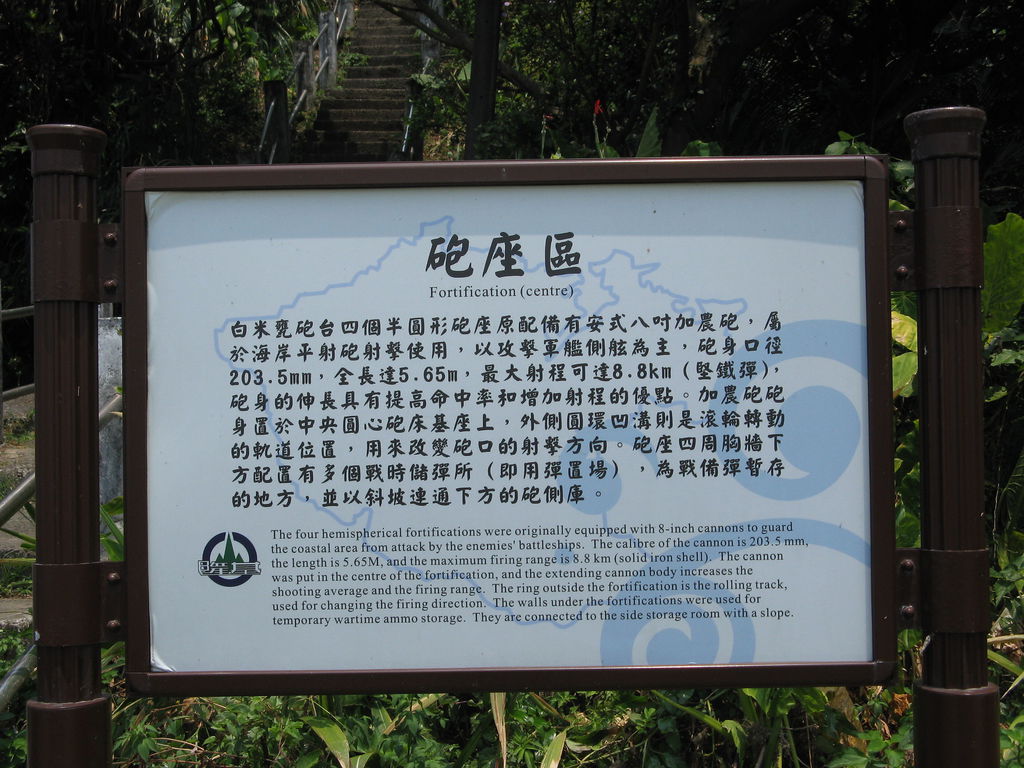 砲座區
Fortification (centre)
白米甕砲台四個半圓形砲座原配備有安式八吋加農砲，屬
於海岸平射砲射擊使用，以攻擊軍艦側舷為主，砲身口徑
203.5mm，全長達5.65m，最大射程可達8.8km（堅鐵彈），
砲身的伸長具有提高命中率和增加射程的優點。加農砲砲
身置於中央圓心砲床基座上，外側圓環凹溝則是滾輪轉動
的軌道位置，用來改變砲口的射擊方向。砲座四周胸牆下
方配置有多個戰時儲彈所（即用彈置場），為戰備彈暫存
的地方，並以斜坡連通下方的砲側庫。
The four hemispherical fortifications were originally equipped with 8-inch cannons to guard
the coastal area from attack by the enemies' battleships. The calibre of the cannon is 203.5 mm,
the length is 5.65M, and the maximum firing range is 8.8 km (solid iron shell). The cannon
was put in the centre of the fortification, and the extending cannon body increases the
shooting average and the firing range. The ring outside the fortification is the rolling track,
used for changing the firing direction. The walls under the fortifications were used for
temporary wartime ammo storage. They are connected to the side storage room with a slope.